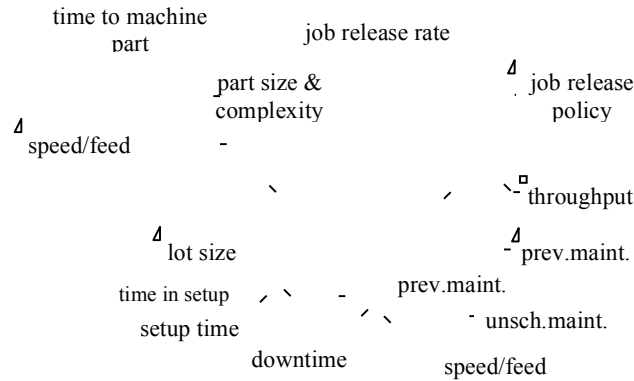 time to machine
part
job release rate
part size &
complexity
job release
policy
speed/feed
throughput
lot size
prev.maint.
time in setup
prev.maint.
setup time
unsch.maint.
downtime
speed/feed